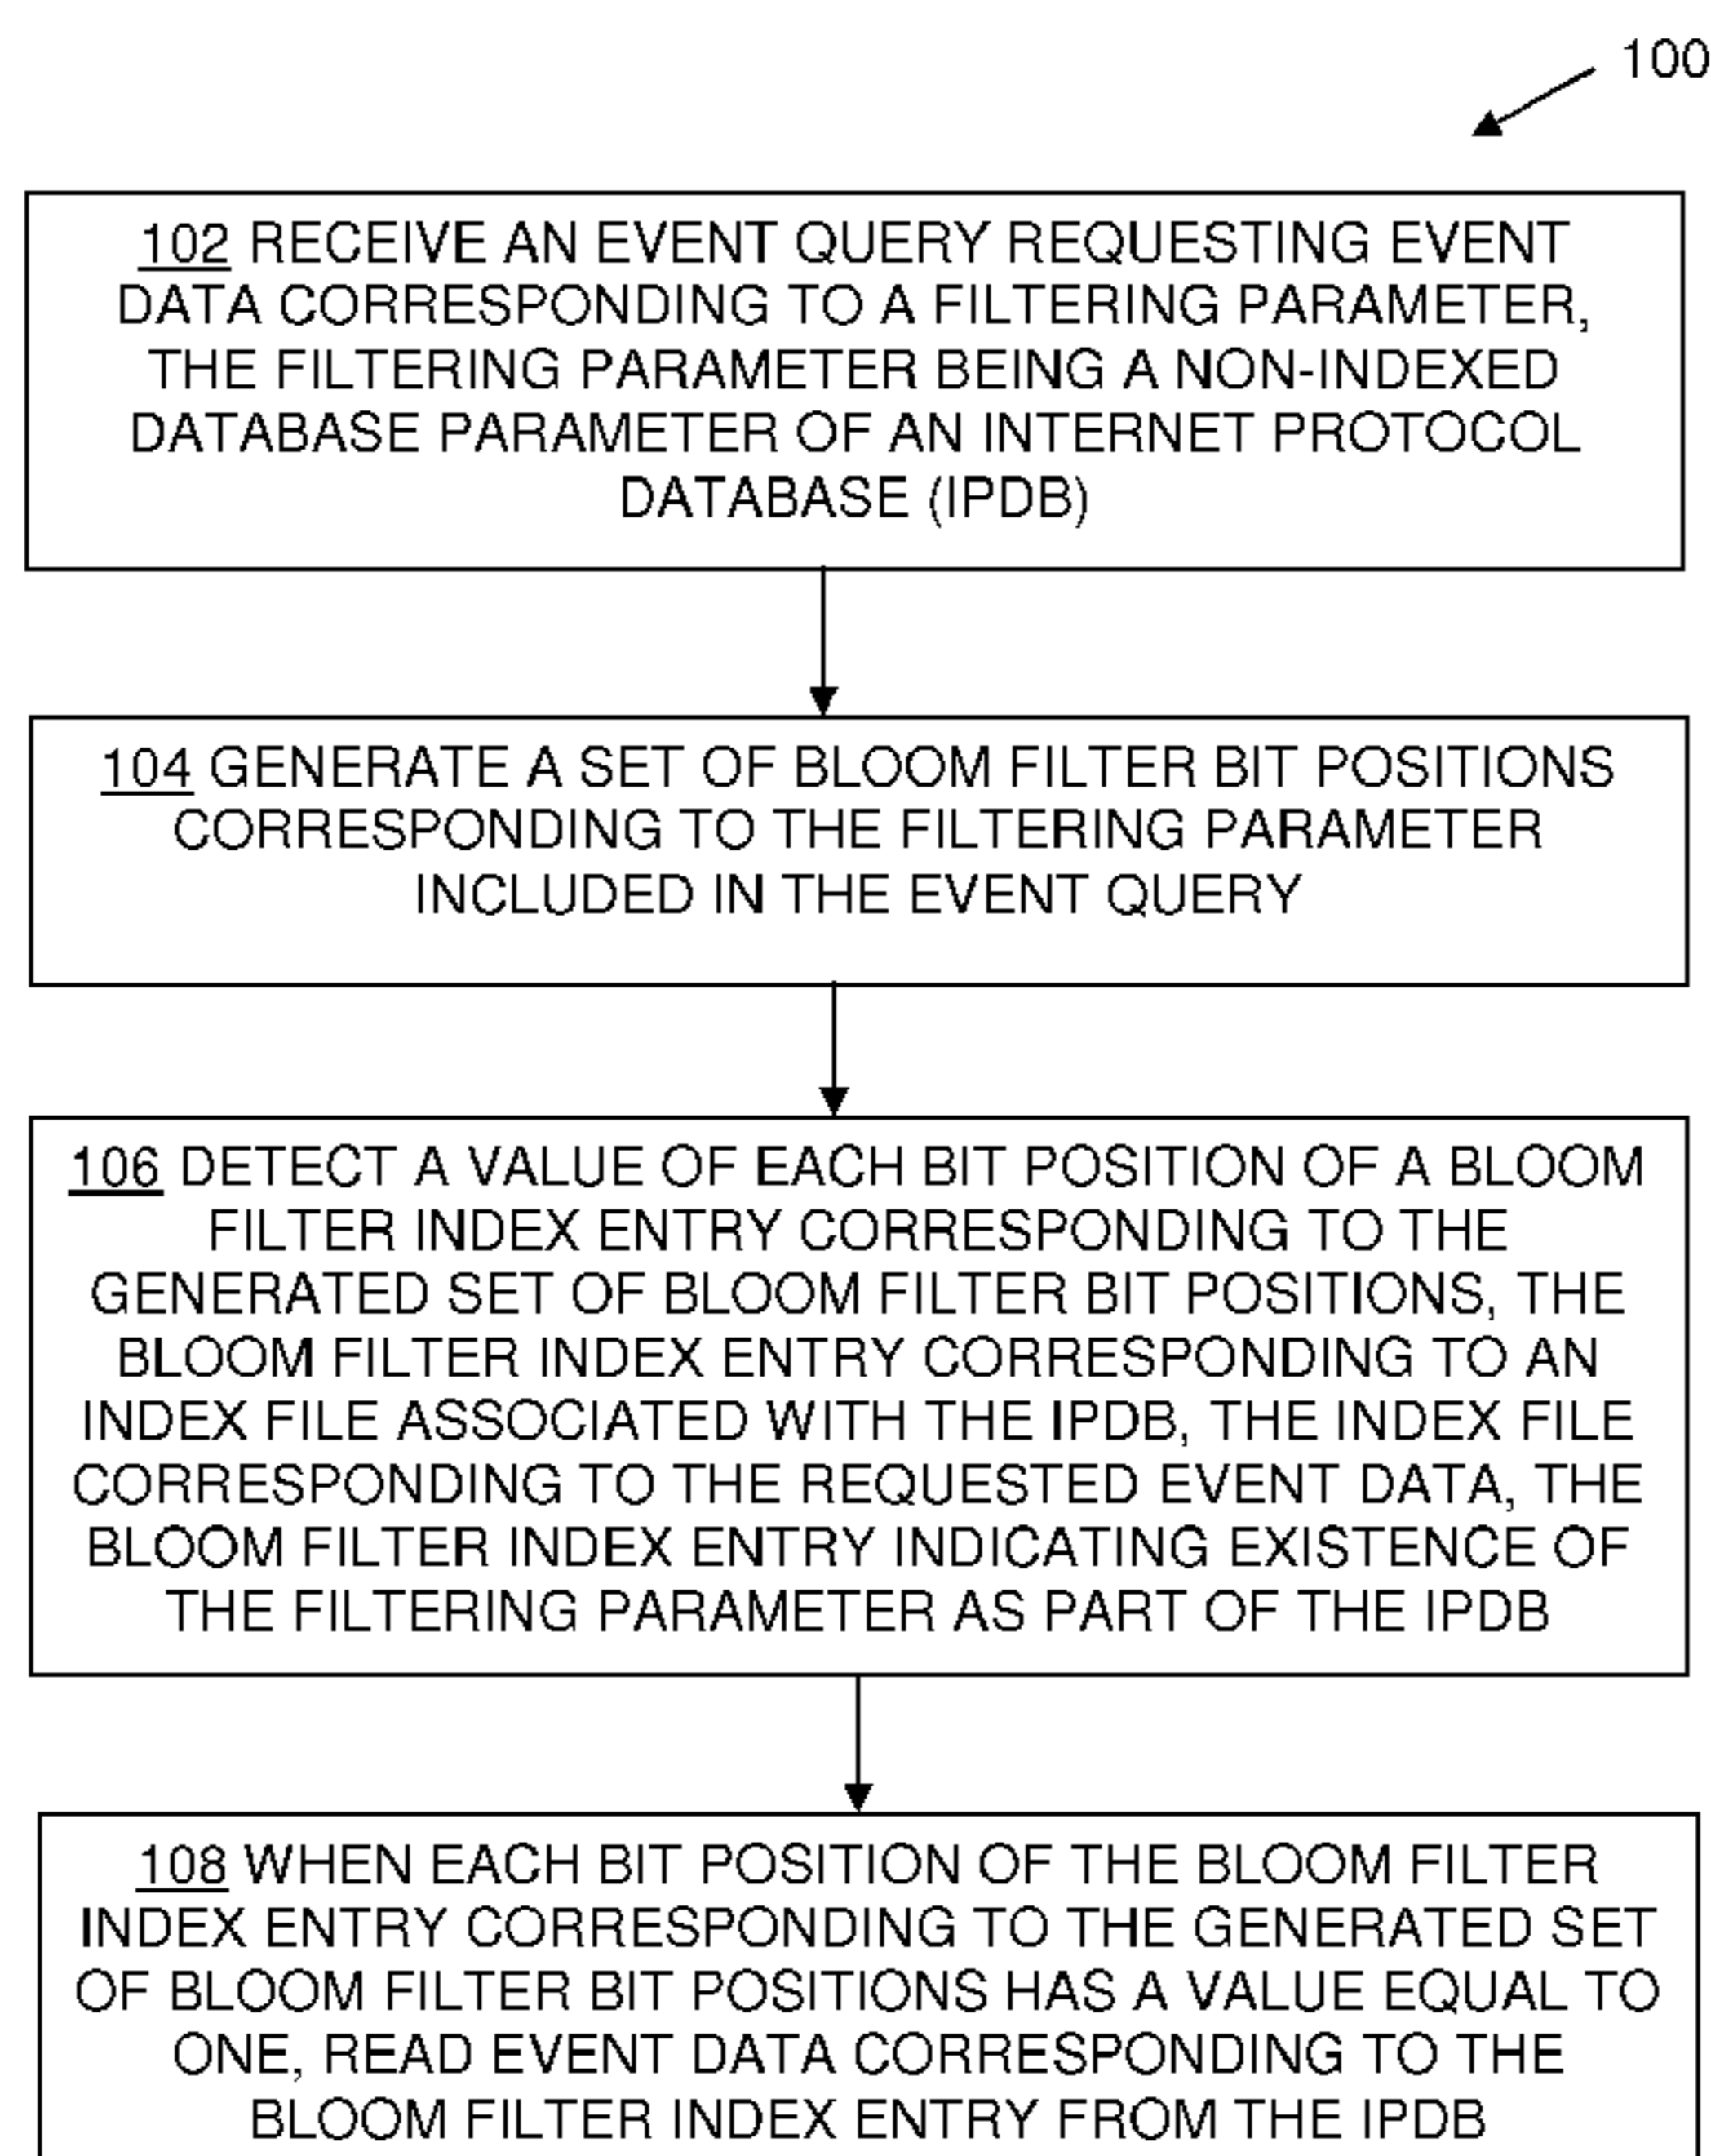 100
102 RECEIVE AN EVENT QUERY REQUESTING EVENT
DATA CORRESPONDING TO A FILTERING PARAMETER,
THE FILTERING PARAMETER BEING A NON-INDEXED
DATABASE PARAMETER OF AN INTERNET PROTOCOL
DATABASE (IPDB)
104 GENERATE A SET OF BLOOM FILTER BIT POSITIONS
CORRESPONDING TO THE FILTERING PARAMETER
INCLUDED IN THE EVENT QUERY
106 DETECT A VALUE OF EACH BIT POSITION OF A BLOOM
FILTER INDEX ENTRY CORRESPONDING TO THE
GENERATED SET OF BLOOM FILTER BIT POSITIONS, THE
BLOOM FILTER INDEX ENTRY CORRESPONDING TO AN
INDEX FILE ASSOCIATED WITH THE IPDB, THE INDEX FILE
CORRESPONDING TO THE REQUESTED EVENT DATA, THE
BLOOM FILTER INDEX ENTRY INDICATING EXISTENCE OF
THE FILTERING PARAMETER AS PART OF THE IPDB
108 WHEN EACH BIT POSITION OF THE BLOOM FILTER
INDEX ENTRY CORRESPONDING TO THE GENERATED SET
OF BLOOM FILTER BIT POSITIONS HAS A VALUE EQUAL TO
ONE, READ EVENT DATA CORRESPONDING TO THE
BLOOM FILTER INDEX ENTRY FROM THE IPDB